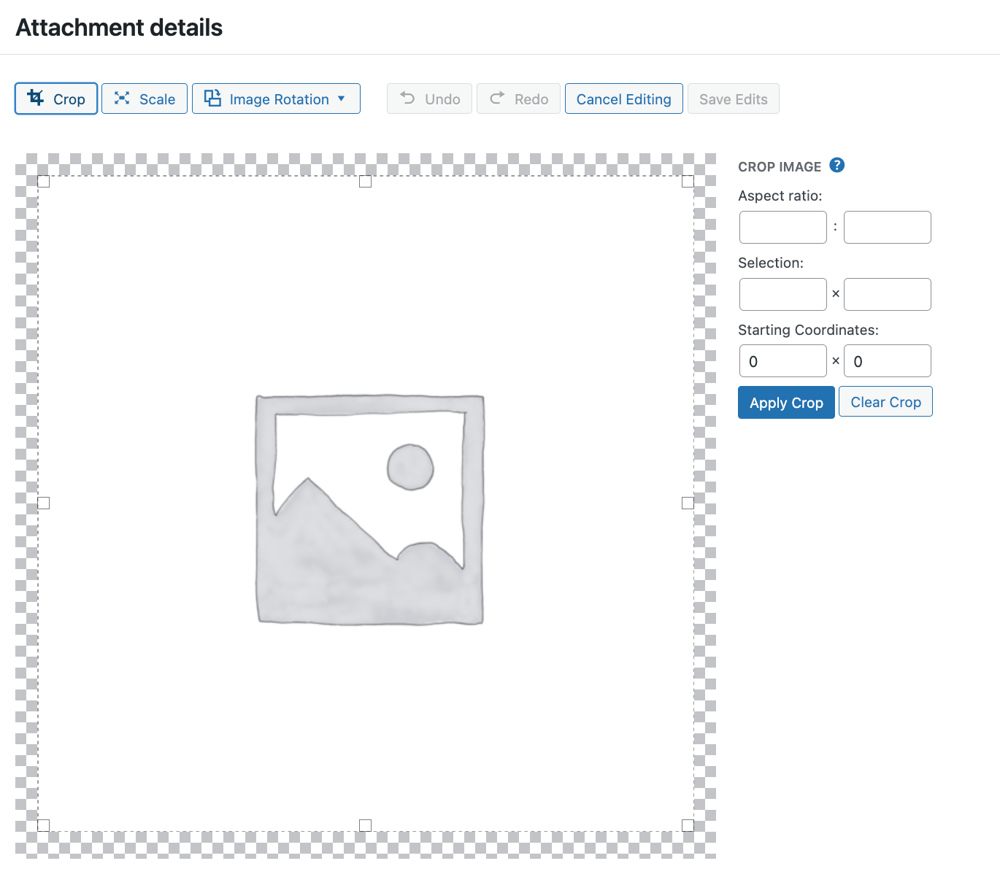 Attachment details
Crop Scale Image Rotation ▼ Undo Redo Cancel Editing Save Edits
CROP IMAGE ?
Aspect ratio:
:
Selection:
×
Starting Coordinates:
0 × 0
Apply Crop Clear Crop